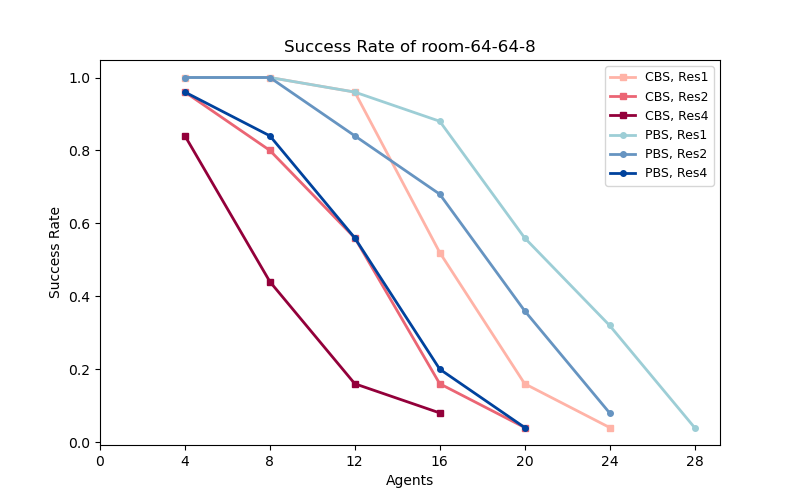 Success Rate of room-64-64-8
CBS, Res1
CBS, Res2
CBS, Res4
PBS, Res1
PBS, Res2
PBS, Res4
Success Rate
1.0
0.8
0.6
0.4
0.2
0.0
0 4 8 12 16 20 24 28
Agents